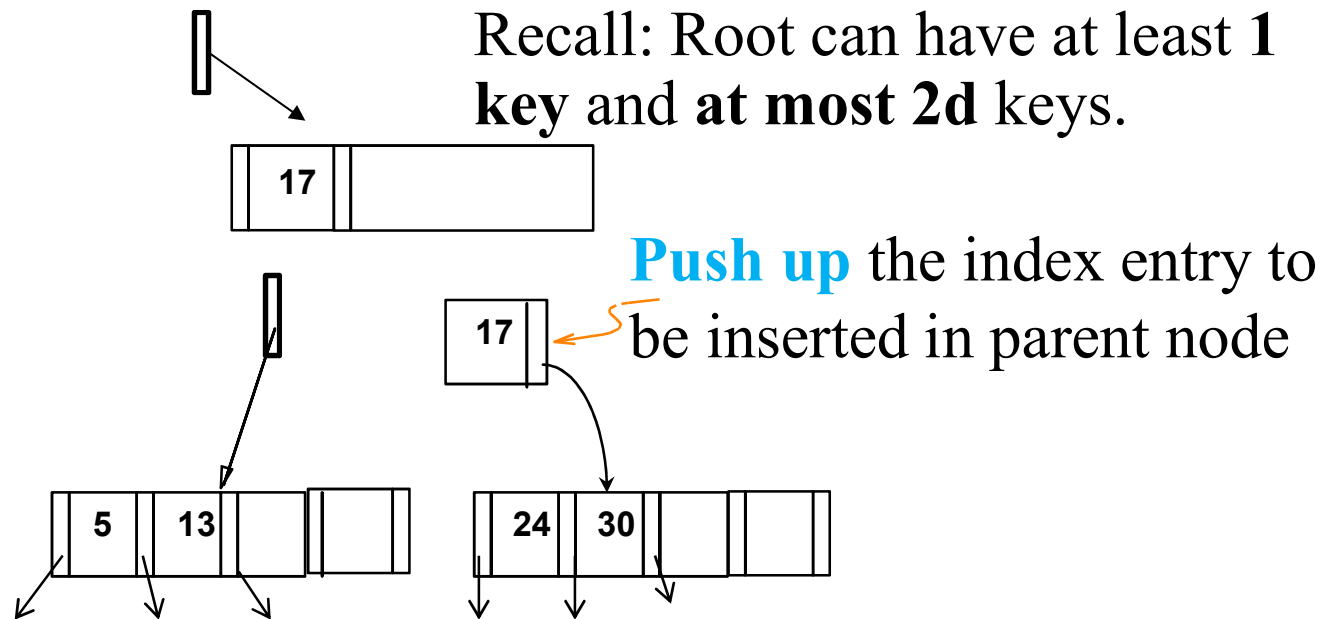 Recall: Root can have at least 1
key and at most 2d keys.
17
Push up the index entry to
be inserted in parent node
17
5 13
24 30